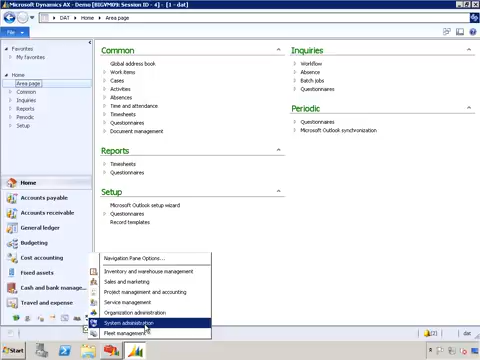 Microsoft Dynamics AX - Demo [BIGVM09: Session ID - 4] - [1 - dat]
DAT ▸ Home ▸ Area page
File
Favorites
My favorites
Home
Area page
Common
Inquiries
Reports
Periodic
Setup
Home
Accounts payable
Accounts receivable
General ledger
Budgeting
Cost accounting
Fixed assets
Cash and bank manage...
Travel and expense
Common
Global address book
Work items
Cases
Activities
Absences
Time and attendance
Timesheets
Questionnaires
Document management
Reports
Timesheets
Questionnaires
Setup
Microsoft Outlook setup wizard
Questionnaires
Record templates
Inquiries
Workflow
Absence
Batch jobs
Questionnaires
Periodic
Questionnaires
Microsoft Outlook synchronization
Navigation Pane Options...
Inventory and warehouse management
Sales and marketing
Project management and accounting
Service management
Organization administration
System administration
Fleet management
Ready
(2)
dat
Start